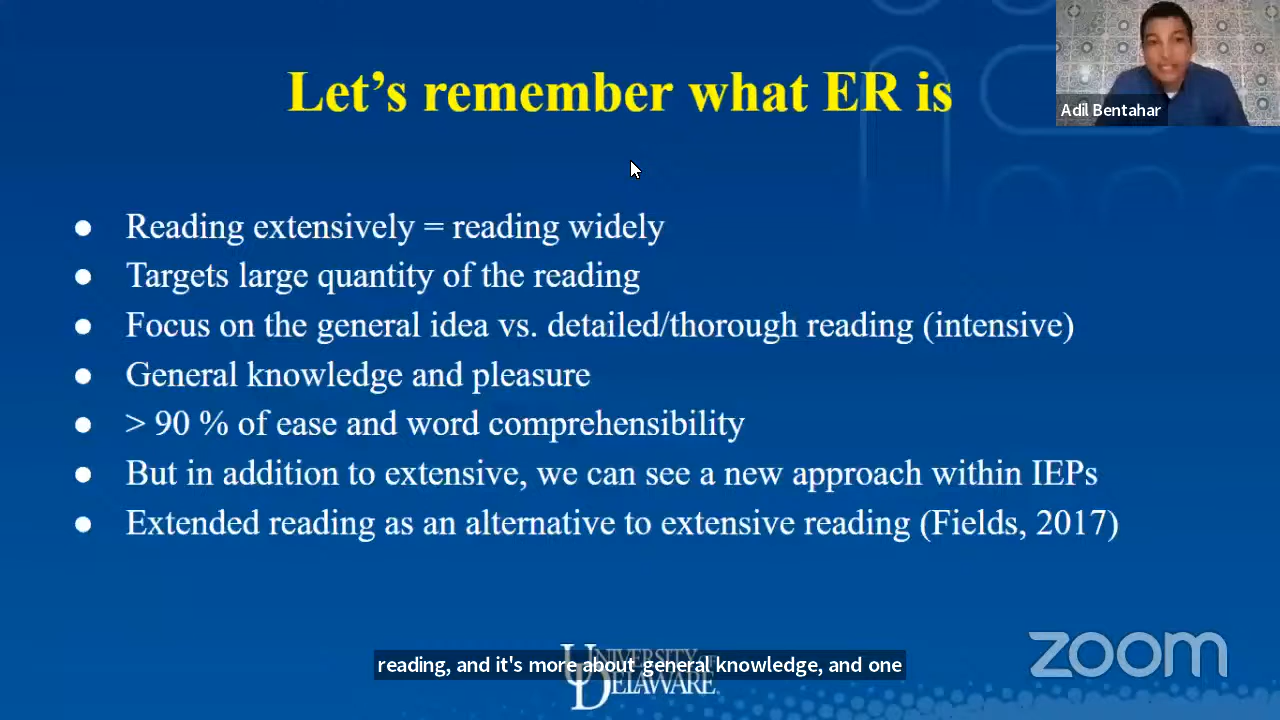 Let's remember what ER is
Adil Bentahar
● Reading extensively = reading widely
● Targets large quantity of the reading
● Focus on the general idea vs. detailed/thorough reading (intensive)
● General knowledge and pleasure
● > 90 % of ease and word comprehensibility
● But in addition to extensive, we can see a new approach within IEPs
● Extended reading as an alternative to extensive reading (Fields, 2017)
zoom
reading, and it's more about general knowledge, and one
UNIVERSITY OF
DELAWARE